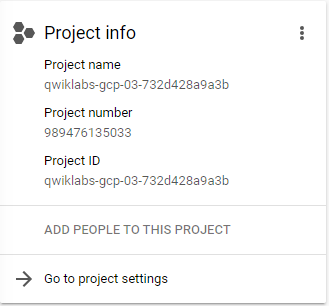 Project info
Project name
qwiklabs-gcp-03-732d428a9a3b
Project number
989476135033
Project ID
qwiklabs-gcp-03-732d428a9a3b
ADD PEOPLE TO THIS PROJECT
Go to project settings